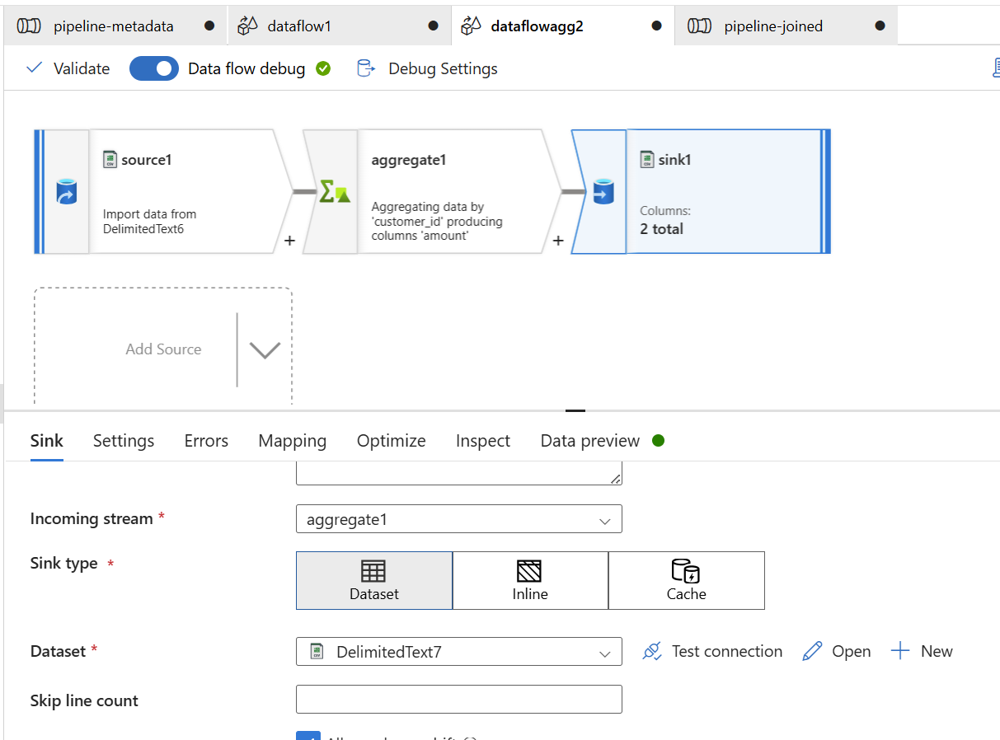 pipeline-metadata dataflow1 dataflowagg2 pipeline-joined
Validate Data flow debug Debug Settings
source1
Import data from
DelimitedText6
+
aggregate1
Aggregating data by
'customer_id' producing
columns 'amount'
+
sink1
Columns:
2 total
Add Source
Sink Settings Errors Mapping Optimize Inspect Data preview
Incoming stream * aggregate1
Sink type * Dataset Inline Cache
Dataset * DelimitedText7 Test connection Open New
Skip line count